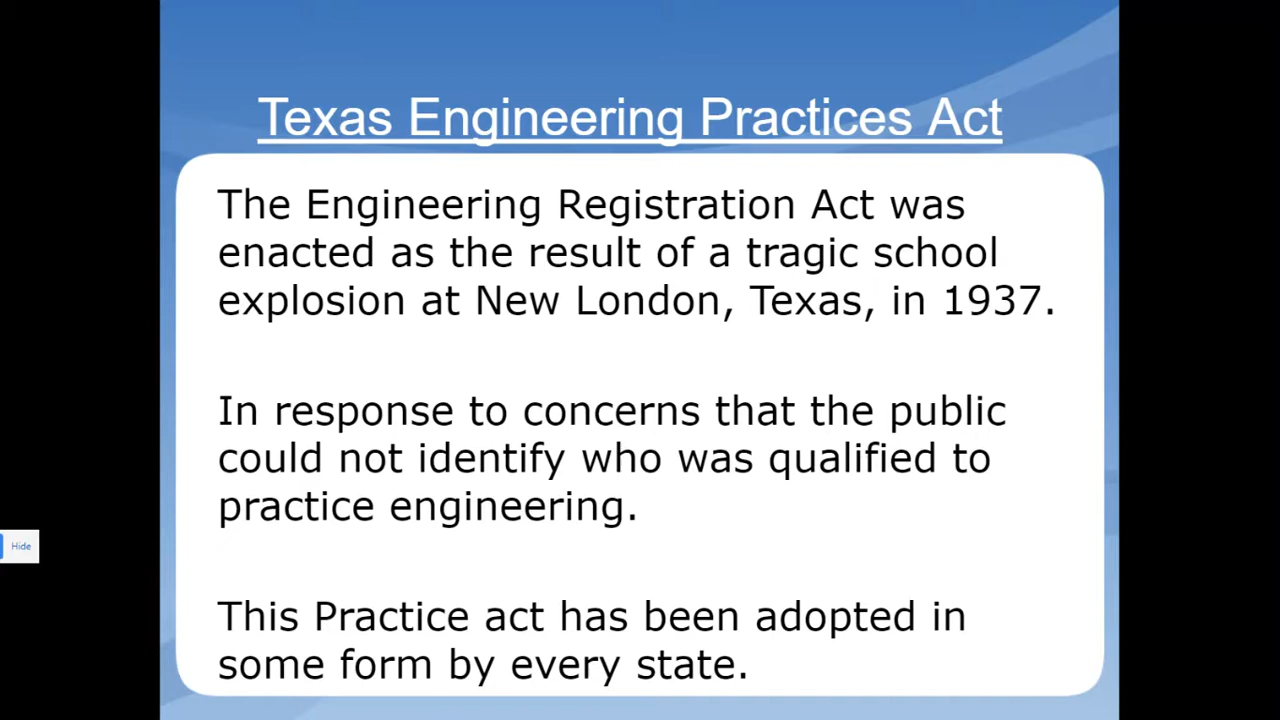 Texas Engineering Practices Act
The Engineering Registration Act was
enacted as the result of a tragic school
explosion at New London, Texas, in 1937.
In response to concerns that the public
could not identify who was qualified to
practice engineering.
Hide
This Practice act has been adopted in
some form by every state.